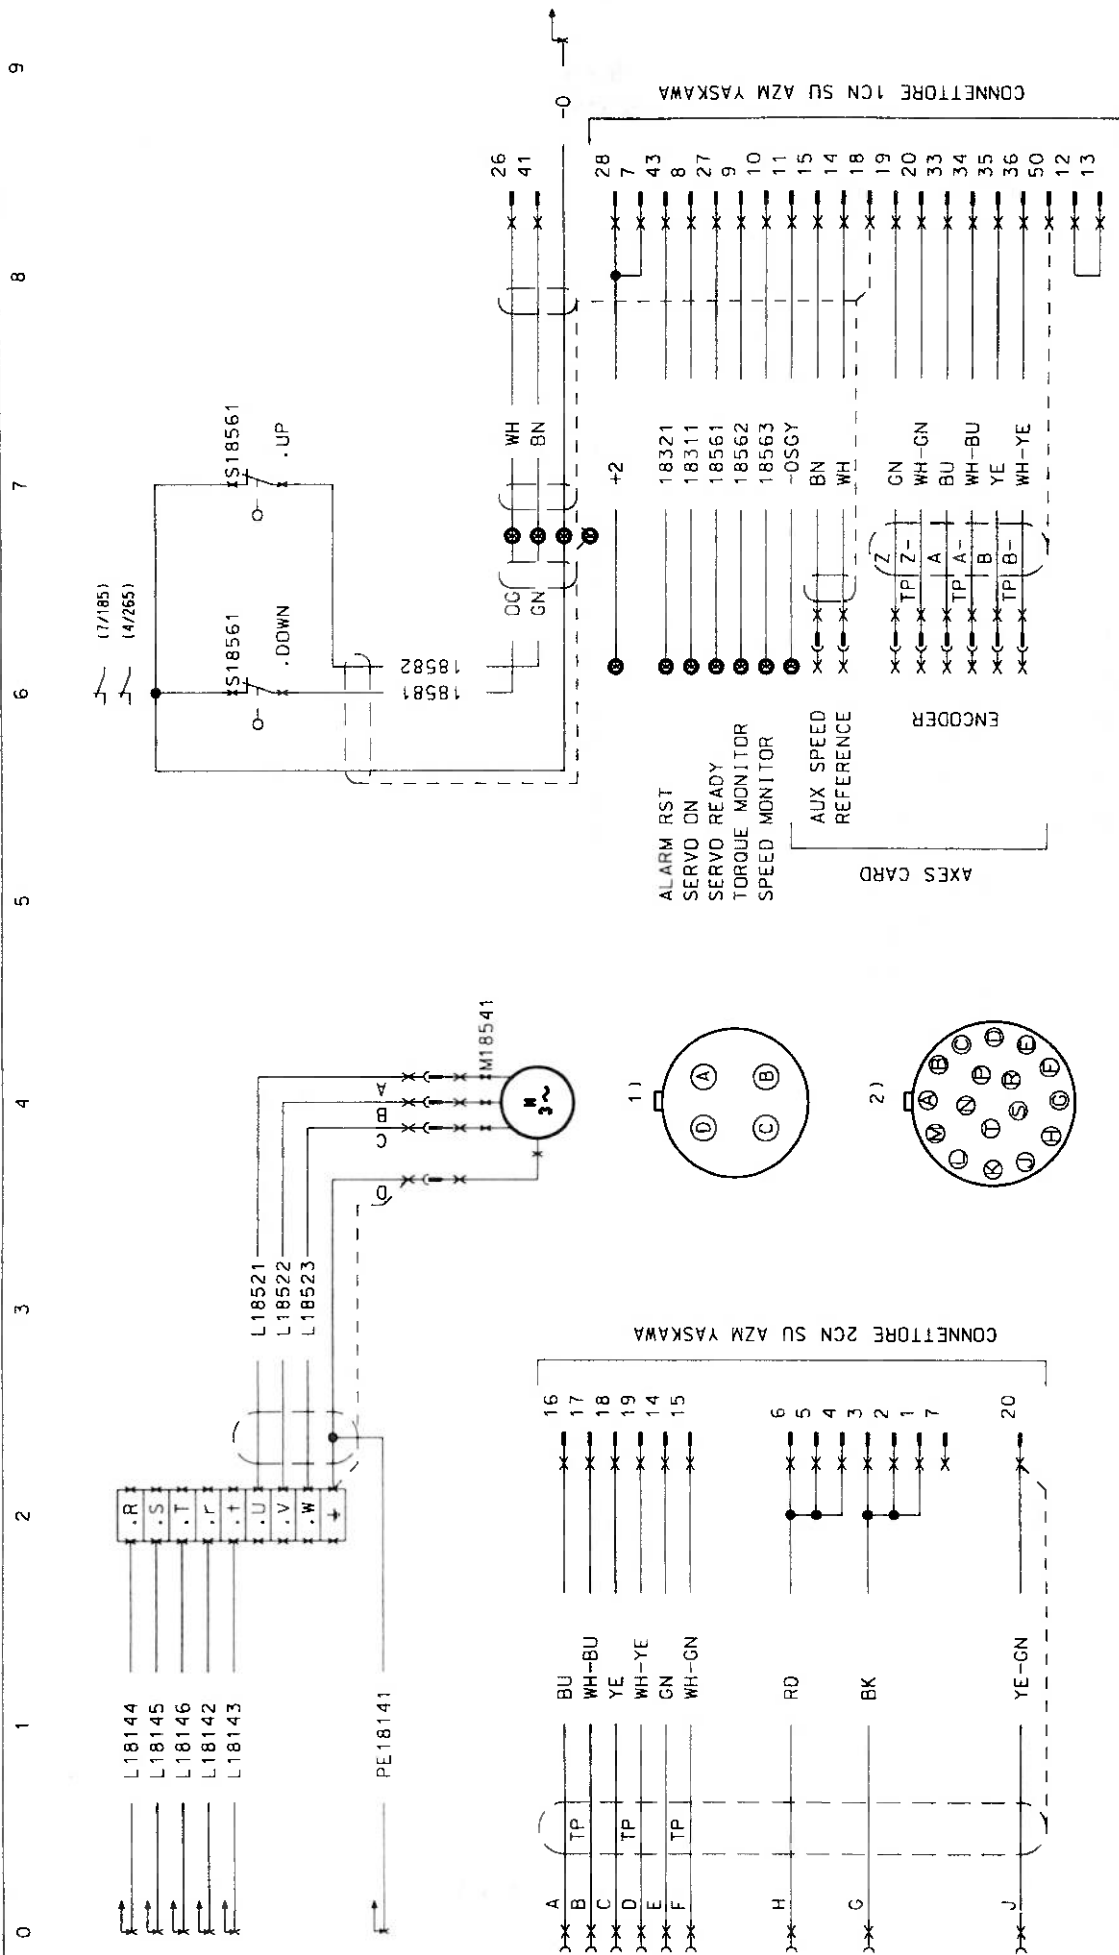 0 1 2 3 4 5 6 7 8 9
L18144
L18145
L18146
L18142
L18143
PE18141
.R
.S
.T
.r
.t
.U
.V
.W
L18521
L18522
L18523
A
B
C
D
M18541
3~
(7/185)
(4/265)
S18561
.DOWN
S18561
.UP
18581
18582
OG
GN
WH
BN
26
41
-0
ALARM RST
SERVO ON
SERVO READY
TORQUE MONITOR
SPEED MONITOR
AUX SPEED
REFERENCE
ENCODER
AXES CARD
+2
18321
18311
18561
18562
18563
-OSGY
BN
WH
Z GN
TP Z- WH-GN
A BU
TP A- WH-BU
B YE
TP B- WH-YE
28
7
43
8
27
9
10
11
15
14
18
19
20
33
34
35
36
50
12
13
CONNETTORE 1CN SU AZM YASKAWA
A BU 16
B TP WH-BU 17
C YE 18
D TP WH-YE 19
E GN 14
F TP WH-GN 15
H RD 6
5
4
G BK 3
2
1
7
J YE-GN 20
CONNETTORE 2CN SU AZM YASKAWA
1)
A
B
C
D
2)
A
B
C
D
E
F
G
H
J
K
L
M
N
P
R
S
T